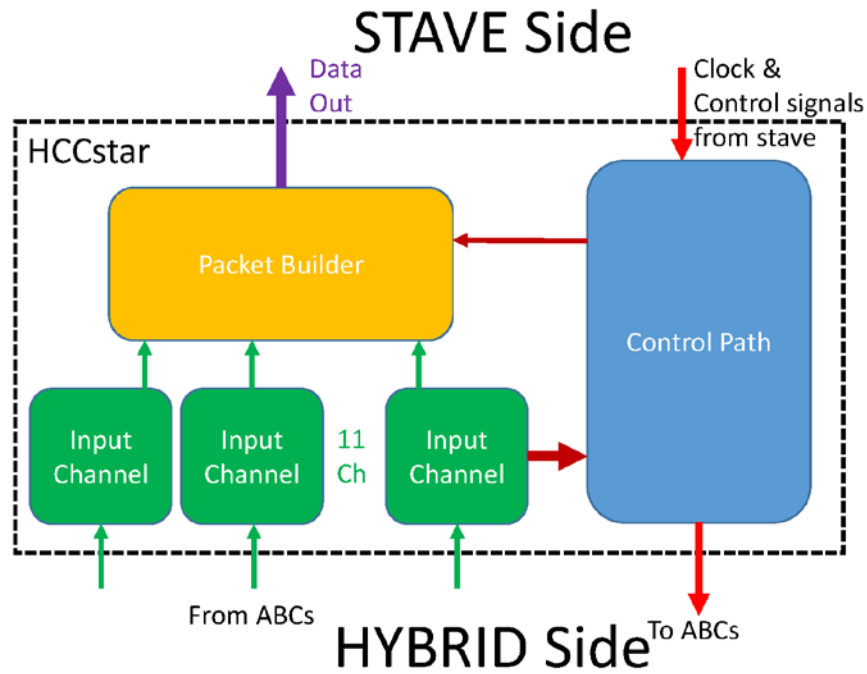 STAVE Side
Data
Out
Clock &
Control signals
from stave
HCCstar
Packet Builder
Control Path
Input
Channel
Input
Channel
11
Ch
Input
Channel
From ABCs
To ABCs
HYBRID Side